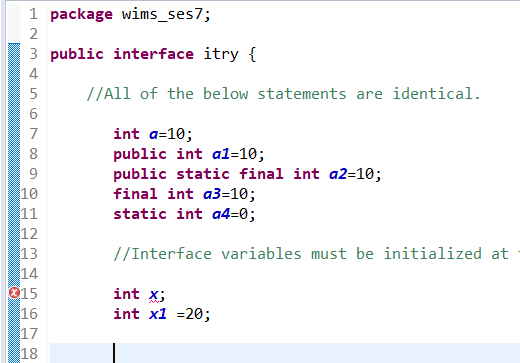 1 package wims_ses7;
2
3 public interface itry {
4
5 //All of the below statements are identical.
6
7 int a=10;
8 public int a1=10;
9 public static final int a2=10;
10 final int a3=10;
11 static int a4=0;
12
13 //Interface variables must be initialized at
14
15 int x;
16 int x1 =20;
17
18